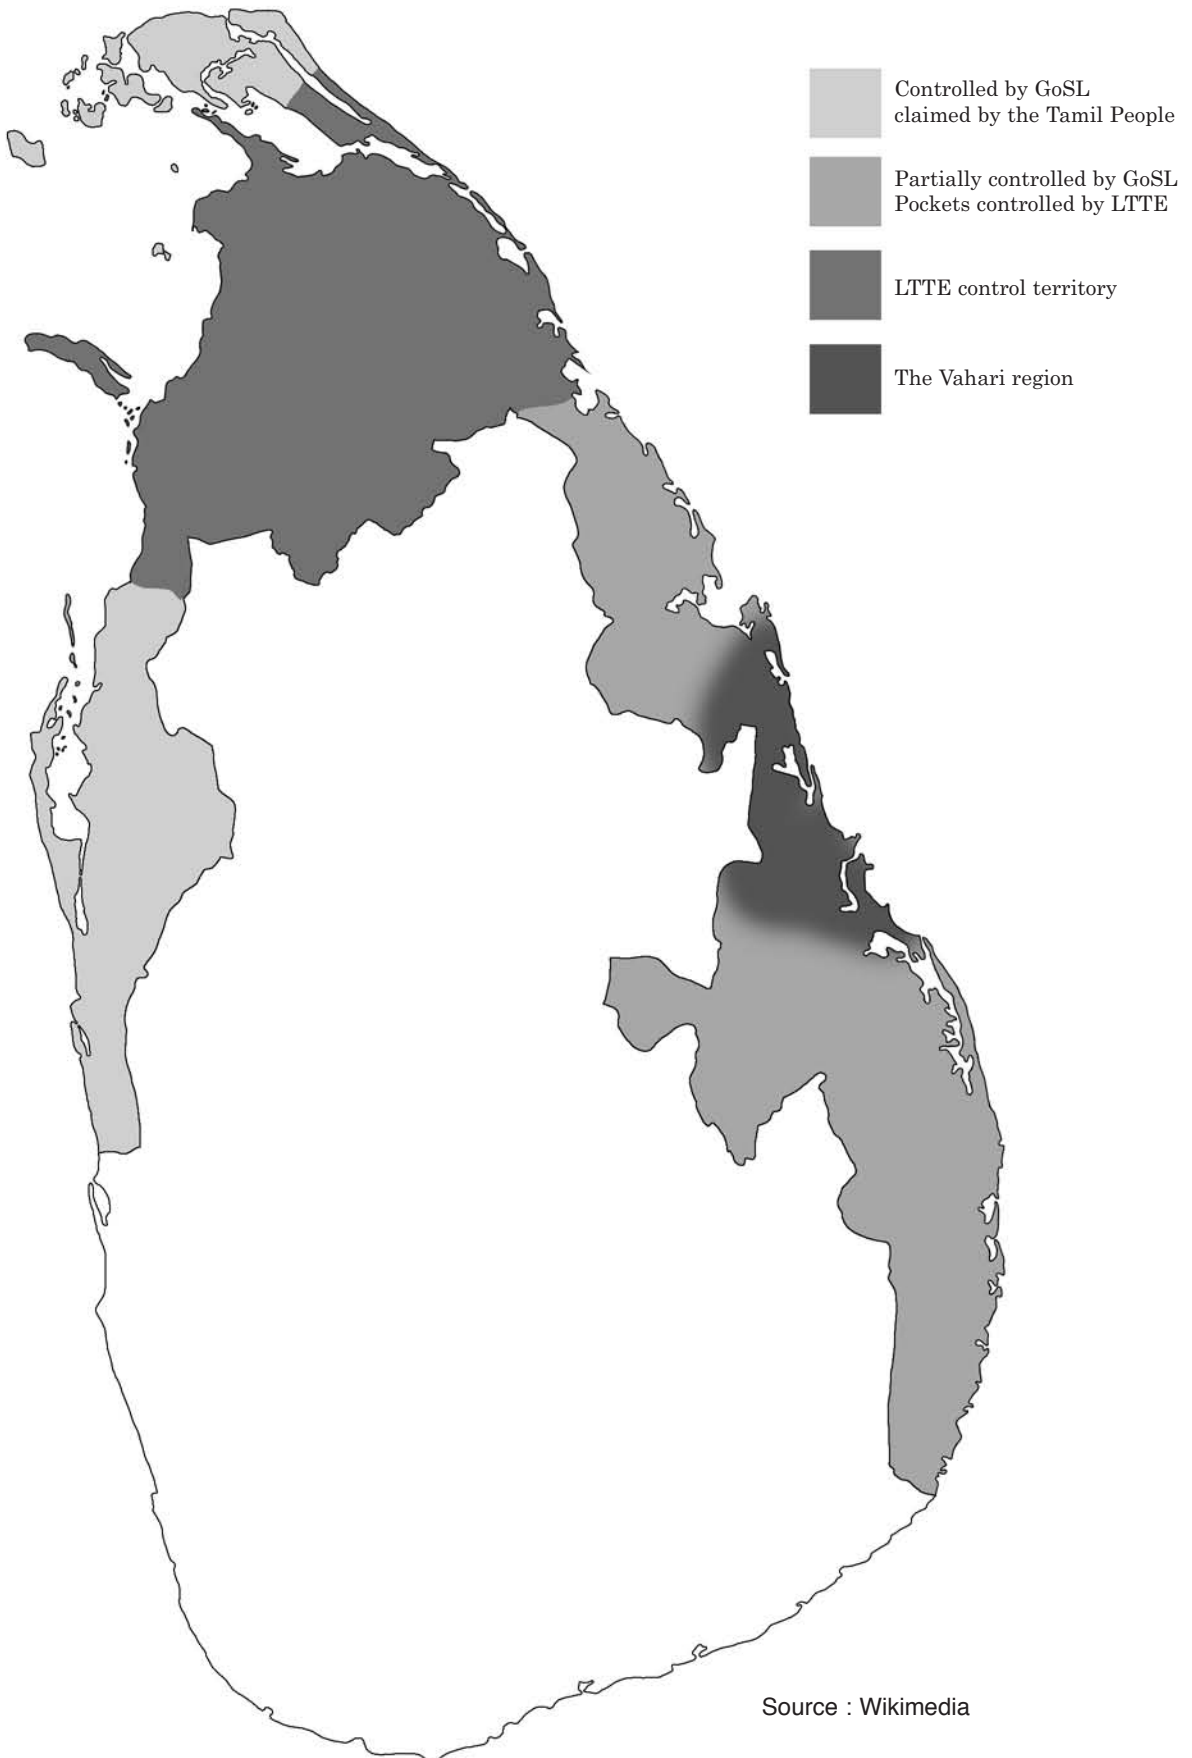 Controlled by GoSL
claimed by the Tamil People
Partially controlled by GoSL
Pockets controlled by LTTE
LTTE control territory
The Vahari region
Source : Wikimedia